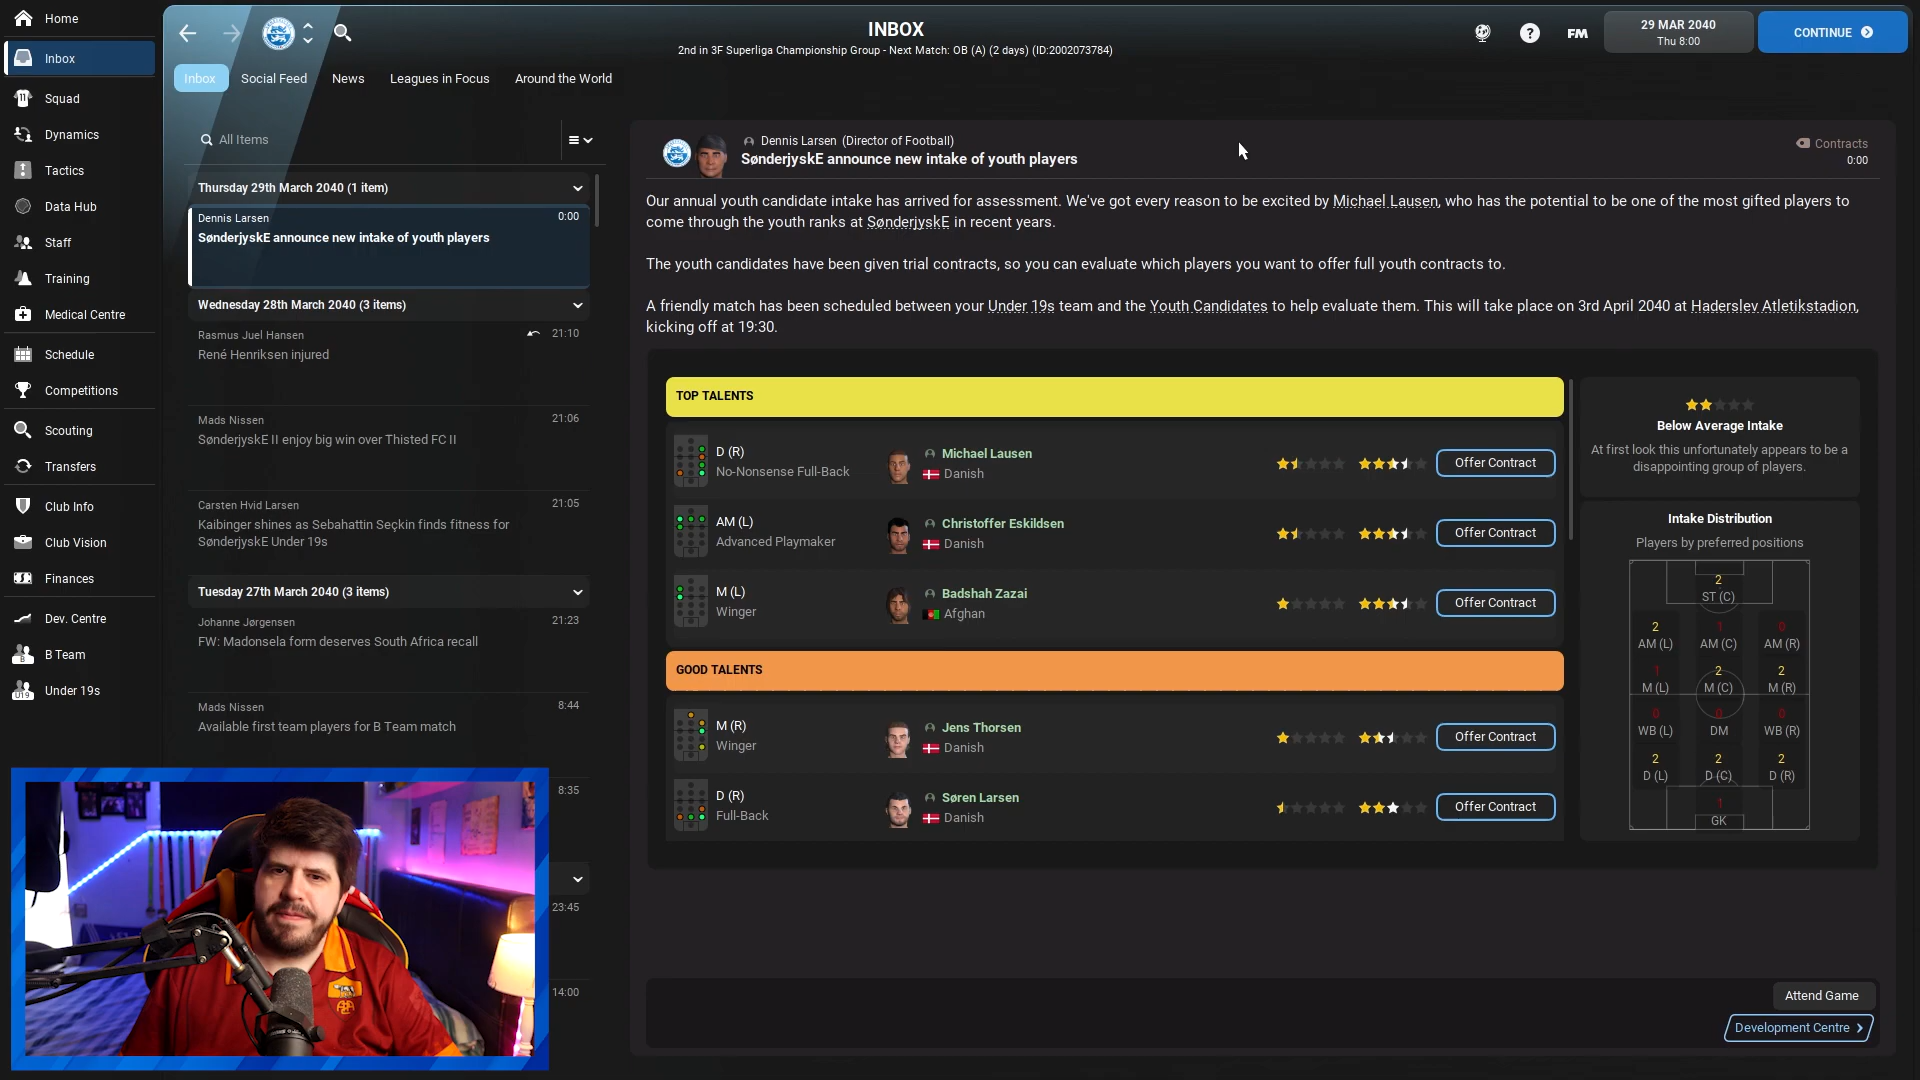 Home
Inbox
Squad
Dynamics
Tactics
Data Hub
Staff
Training
Medical Centre
Schedule
Competitions
Scouting
Transfers
Club Info
Club Vision
Finances
Dev. Centre
B Team
Under 19s
INBOX
2nd in 3F Superliga Championship Group - Next Match: OB (A) (2 days) (ID:2002073784)
FM
29 MAR 2040
Thu 8:00
CONTINUE
Inbox Social Feed News Leagues in Focus Around the World
All Items
Thursday 29th March 2040 (1 item)
Dennis Larsen 0:00
SønderjyskE announce new intake of youth players
Wednesday 28th March 2040 (3 items)
Rasmus Juel Hansen 21:10
René Henriksen injured
Mads Nissen 21:06
SønderjyskE II enjoy big win over Thisted FC II
Carsten Hvid Larsen 21:05
Kaibinger shines as Sebahattin Seçkin finds fitness for
SønderjyskE Under 19s
Tuesday 27th March 2040 (3 items)
Johanne Jørgensen 21:23
FW: Madonsela form deserves South Africa recall
Mads Nissen 8:44
Available first team players for B Team match
8:35
23:45
14:00
Dennis Larsen (Director of Football)
SønderjyskE announce new intake of youth players
Contracts
0:00
Our annual youth candidate intake has arrived for assessment. We've got every reason to be excited by Michael Lausen, who has the potential to be one of the most gifted players to
come through the youth ranks at SønderjyskE in recent years.
The youth candidates have been given trial contracts, so you can evaluate which players you want to offer full youth contracts to.
A friendly match has been scheduled between your Under 19s team and the Youth Candidates to help evaluate them. This will take place on 3rd April 2040 at Haderslev Atletikstadion,
kicking off at 19:30.
TOP TALENTS
D (R) Michael Lausen Offer Contract
No-Nonsense Full-Back Danish
AM (L) Christoffer Eskildsen Offer Contract
Advanced Playmaker Danish
M (L) Badshah Zazai Offer Contract
Winger Afghan
GOOD TALENTS
M (R) Jens Thorsen Offer Contract
Winger Danish
D (R) Søren Larsen Offer Contract
Full-Back Danish
Below Average Intake
At first look this unfortunately appears to be a
disappointing group of players.
Intake Distribution
Players by preferred positions
2
ST (C)
2 1 0
AM (L) AM (C) AM (R)
1 2 2
M (L) M (C) M (R)
0 0 0
WB (L) DM WB (R)
2 2 2
D (L) D (C) D (R)
1
GK
Attend Game
Development Centre